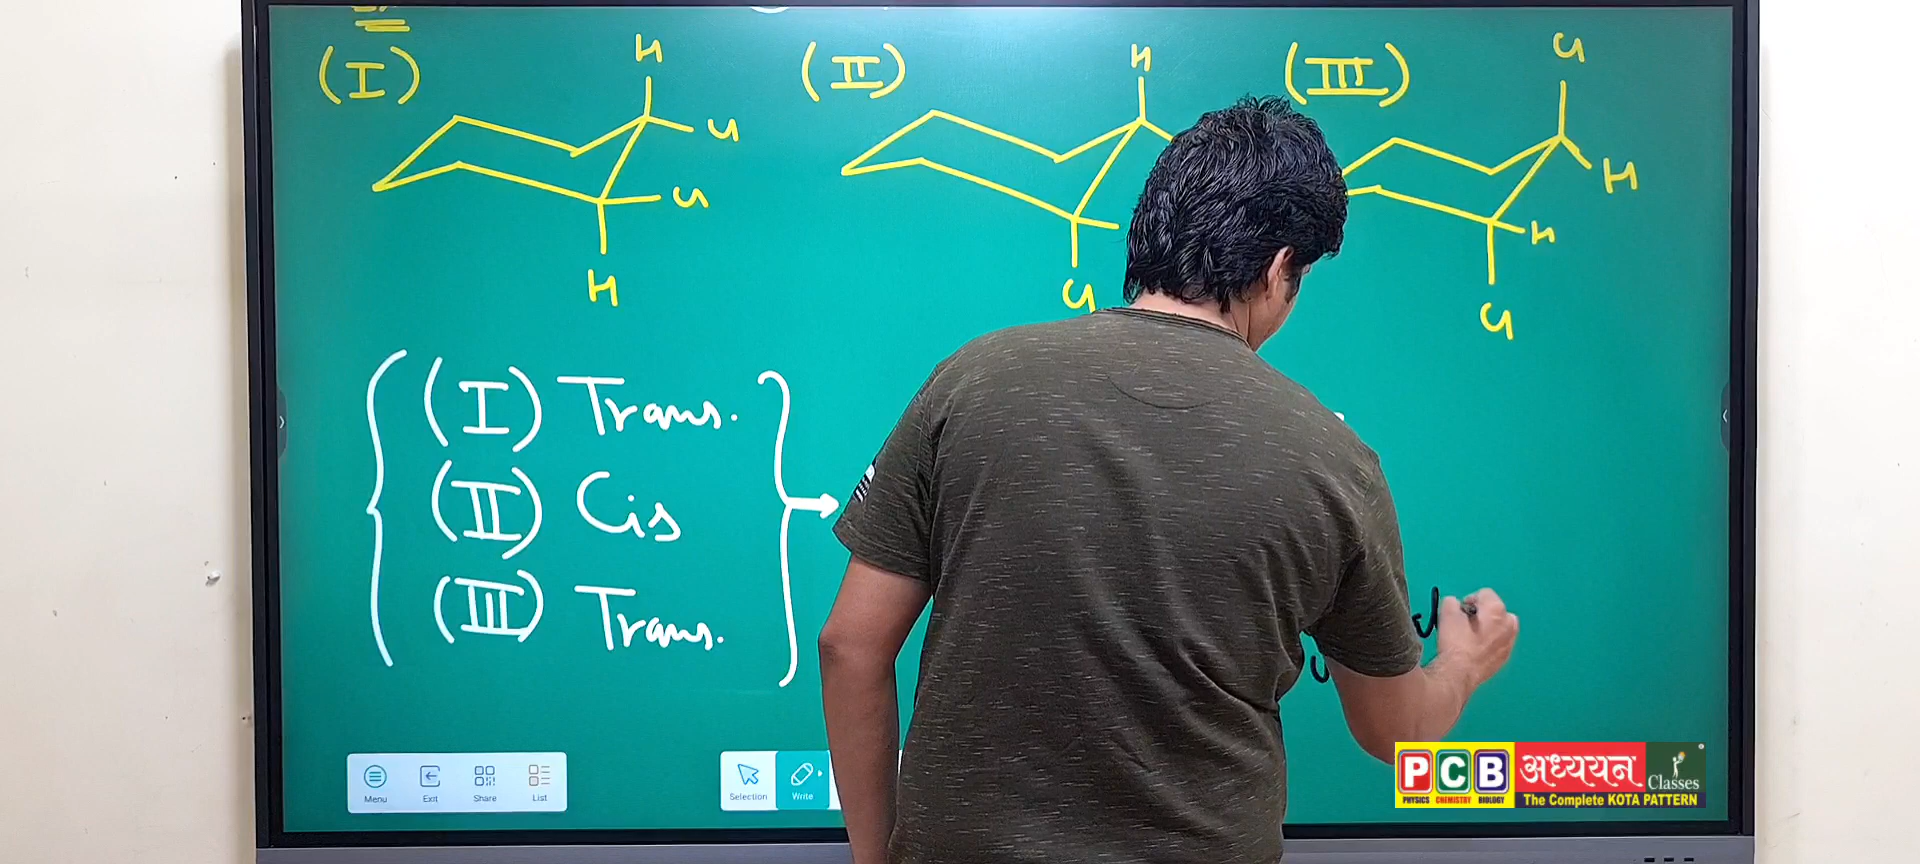 (I)
H
Cl
Cl
H
(II)
H
Cl
(III)
Cl
H
H
Cl
(I) Trans.
(II) Cis
(III) Trans.
Menu
Exit
Share
List
Selection
Write
PCB
PHYSICS CHEMISTRY BIOLOGY
अध्ययन Classes
The Complete KOTA PATTERN